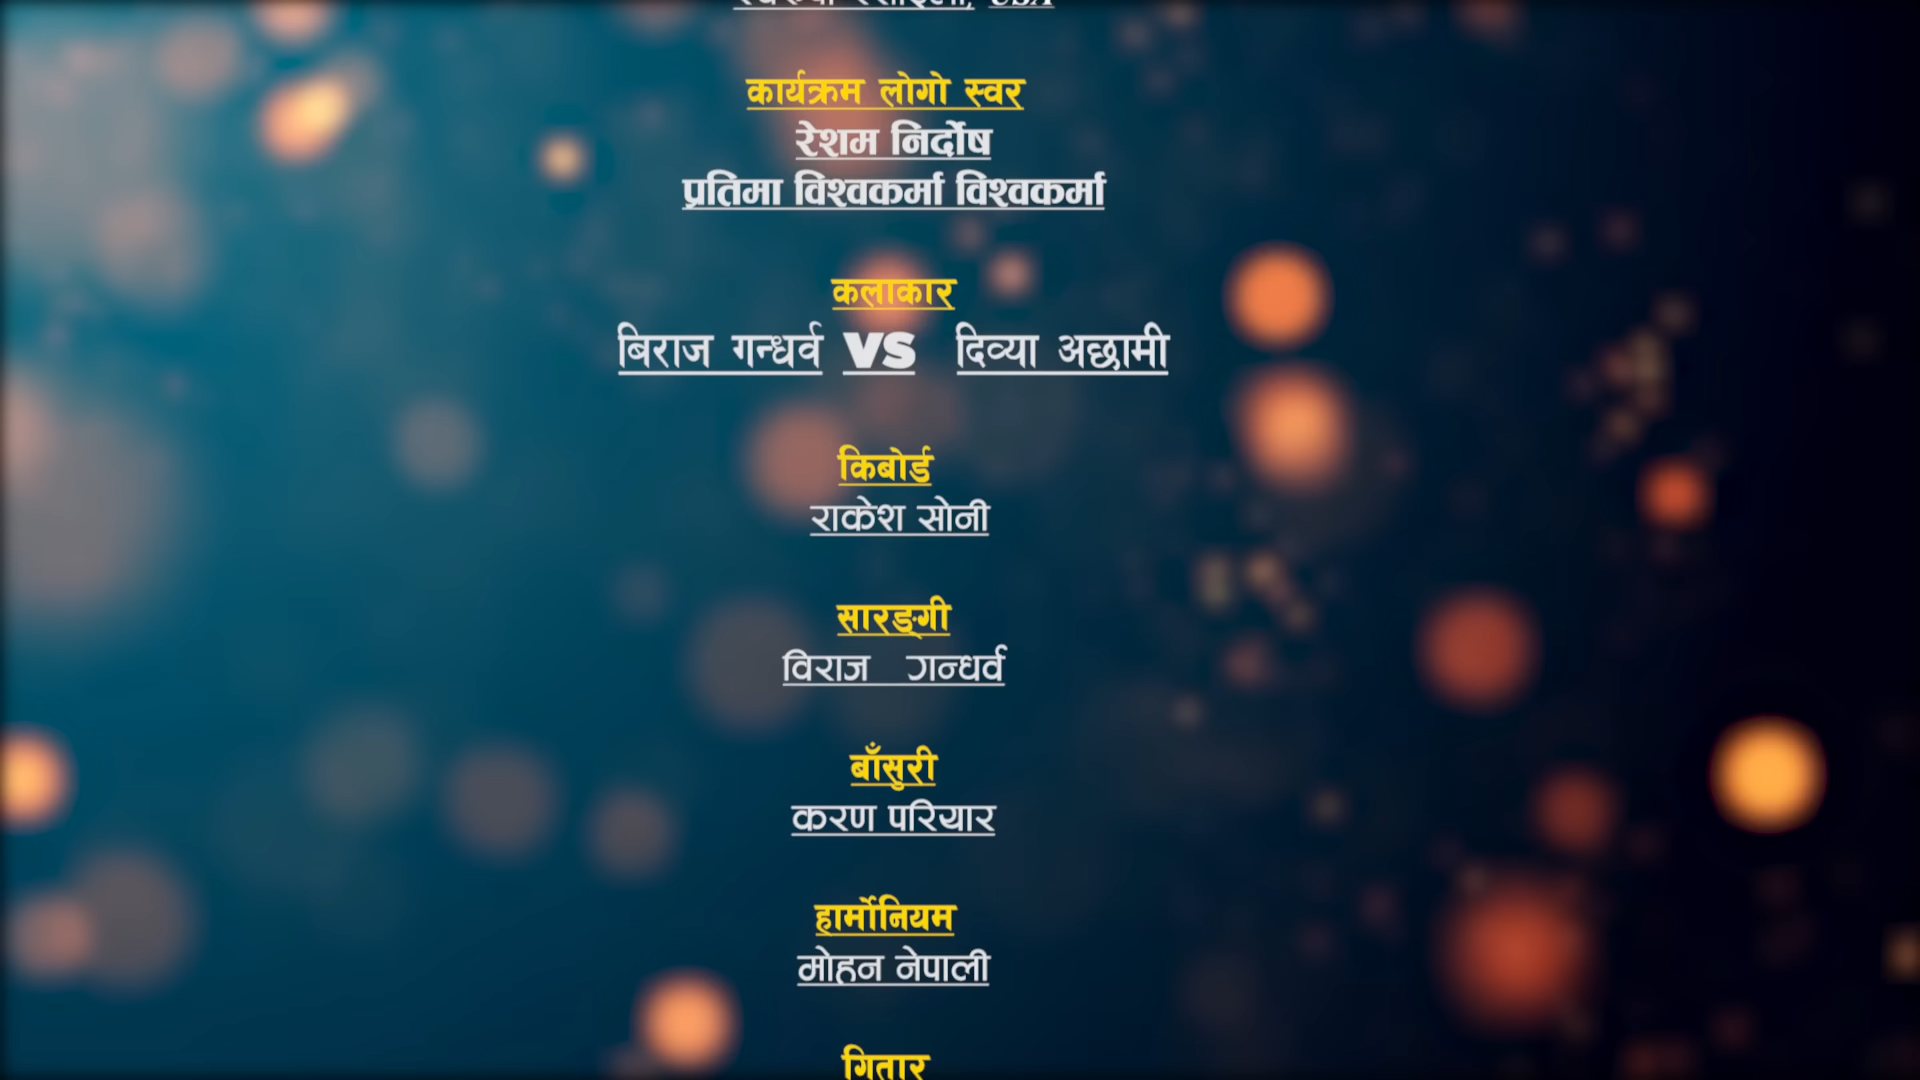 USA
कार्यक्रम लोगो स्वर
रेशम निर्दोष
प्रतिमा विश्वकर्मा विश्वकर्मा
कलाकार
बिराज गन्धर्व VS दिव्या अछामी
किबोर्ड
राकेश सोनी
सारङ्गी
विराज गन्धर्व
बाँसुरी
करण परियार
हार्मोनियम
मोहन नेपाली
गितार